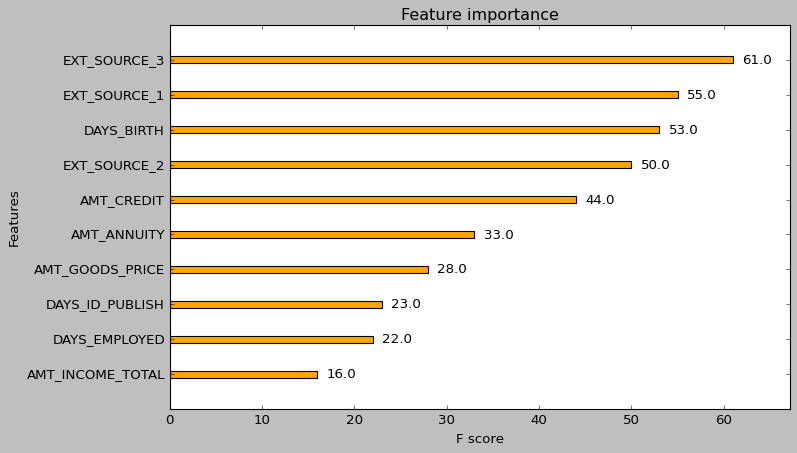 Feature importance
EXT_SOURCE_3 61.0
EXT_SOURCE_1 55.0
DAYS_BIRTH 53.0
EXT_SOURCE_2 50.0
AMT_CREDIT 44.0
AMT_ANNUITY 33.0
AMT_GOODS_PRICE 28.0
DAYS_ID_PUBLISH 23.0
DAYS_EMPLOYED 22.0
AMT_INCOME_TOTAL 16.0
Features
0 10 20 30 40 50 60
F score